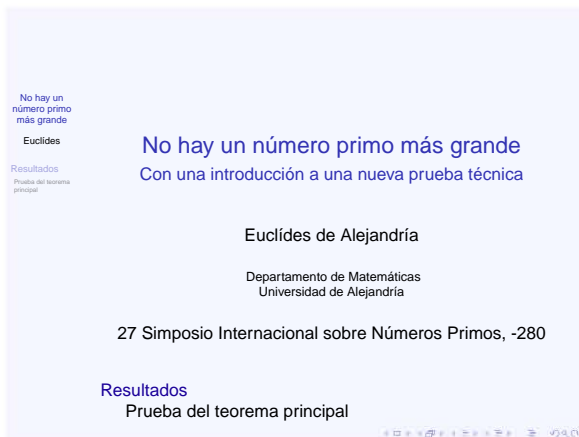 No hay un
número primo
más grande
Euclídes
Resultados
Prueba del teorema
principal
No hay un número primo más grande
Con una introducción a una nueva prueba técnica
Euclídes de Alejandría
Departamento de Matemáticas
Universidad de Alejandría
27 Simposio Internacional sobre Números Primos, -280
Resultados
Prueba del teorema principal